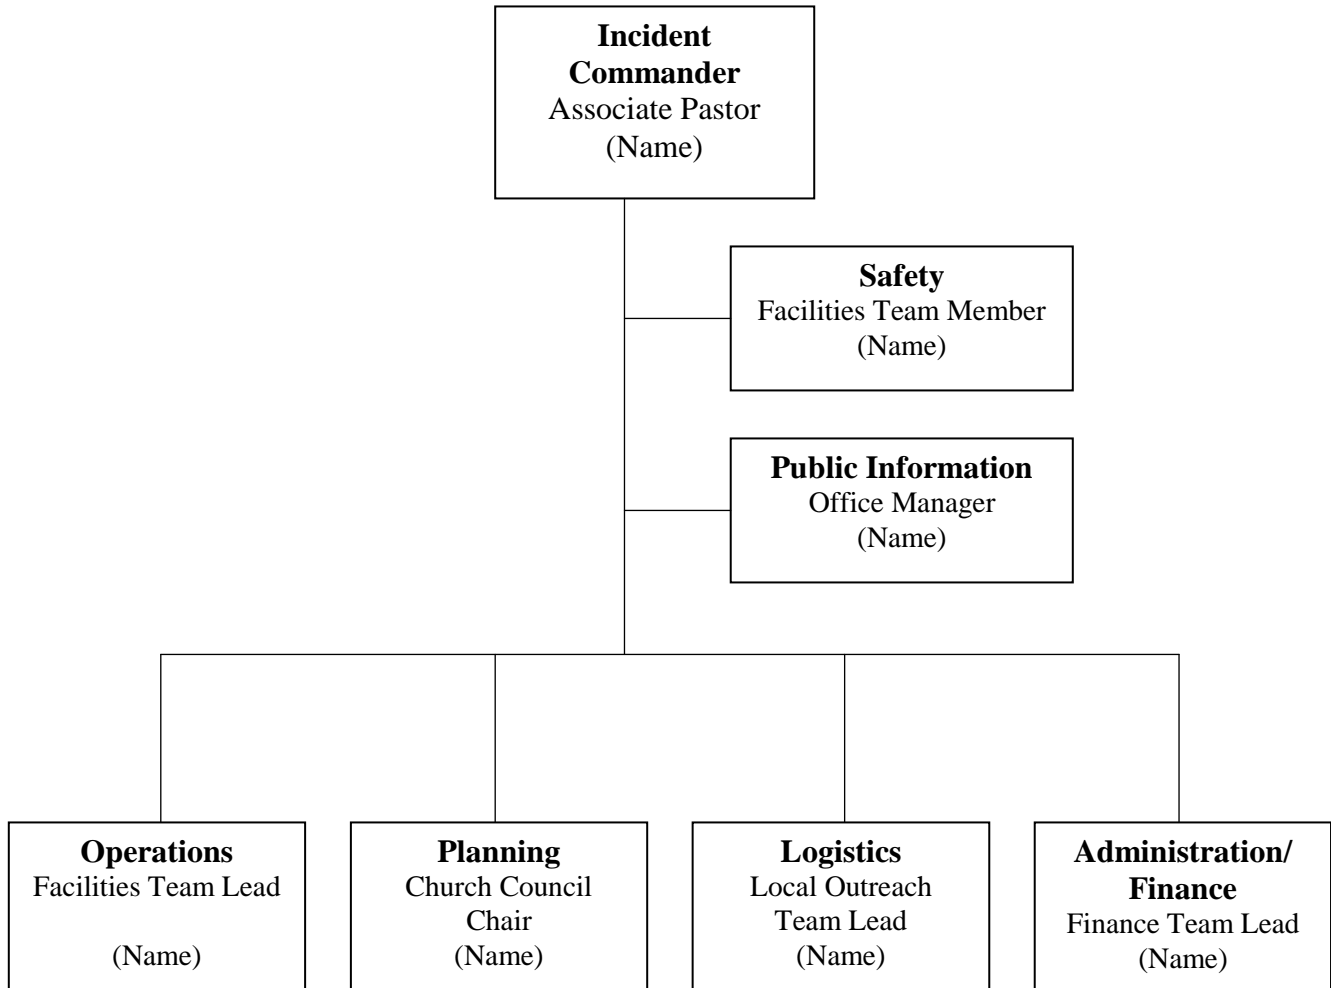 Incident
Commander
Associate Pastor
(Name)
Safety
Facilities Team Member
(Name)
Public Information
Office Manager
(Name)
Operations
Facilities Team Lead
(Name)
Planning
Church Council
Chair
(Name)
Logistics
Local Outreach
Team Lead
(Name)
Administration/
Finance
Finance Team Lead
(Name)